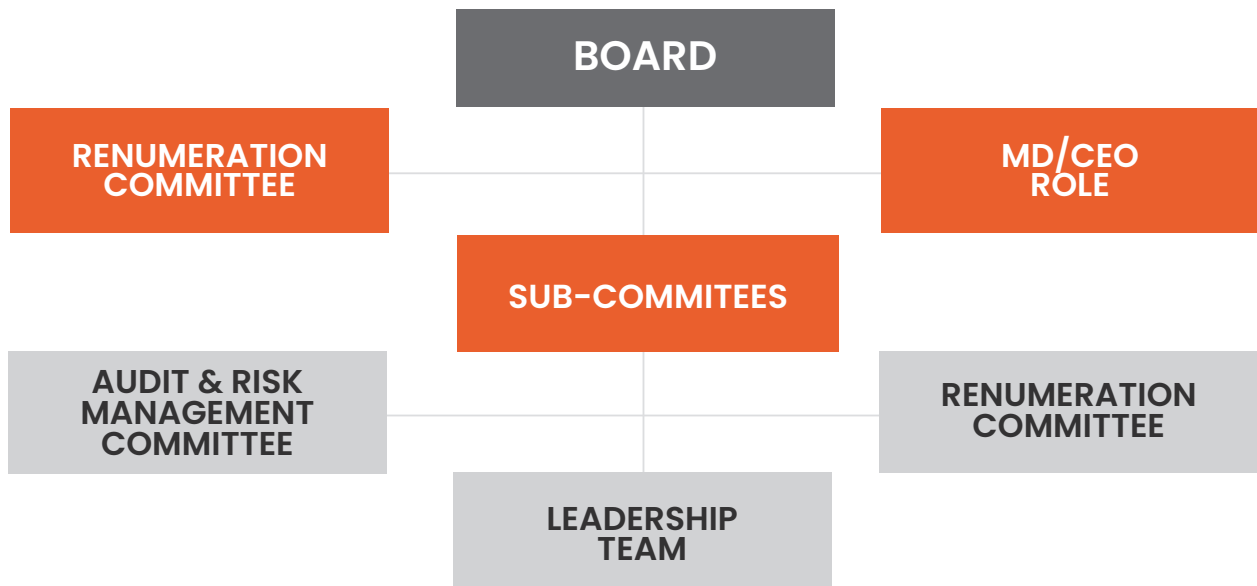 BOARD
RENUMERATION
COMMITTEE
MD/CEO
ROLE
SUB-COMMITEES
AUDIT & RISK
MANAGEMENT
COMMITTEE
RENUMERATION
COMMITTEE
LEADERSHIP
TEAM